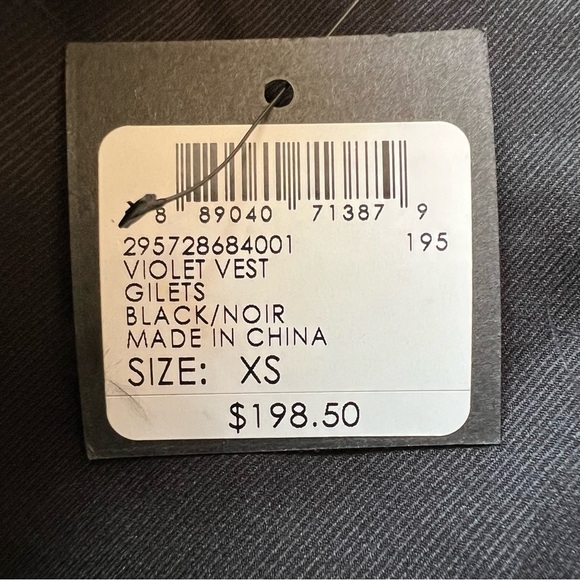 8 89040 71387 9
295728684001 195
VIOLET VEST
GILETS
BLACK/NOIR
MADE IN CHINA
SIZE: XS
$198.50